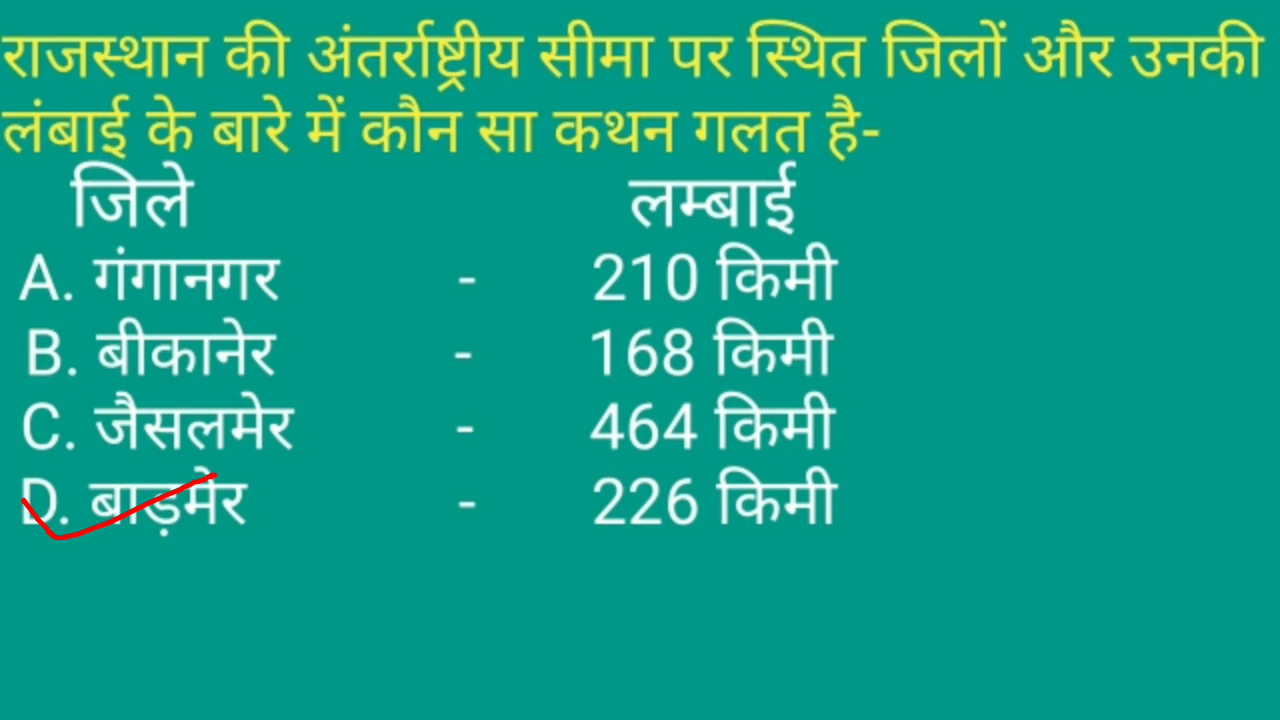 राजस्थान की अंतर्राष्ट्रीय सीमा पर स्थित जिलों और उनकी
लंबाई के बारे में कौन सा कथन गलत है-
जिले लम्बाई
A. गंगानगर - 210 किमी
B. बीकानेर - 168 किमी
C. जैसलमेर - 464 किमी
D. बाड़मेर - 226 किमी